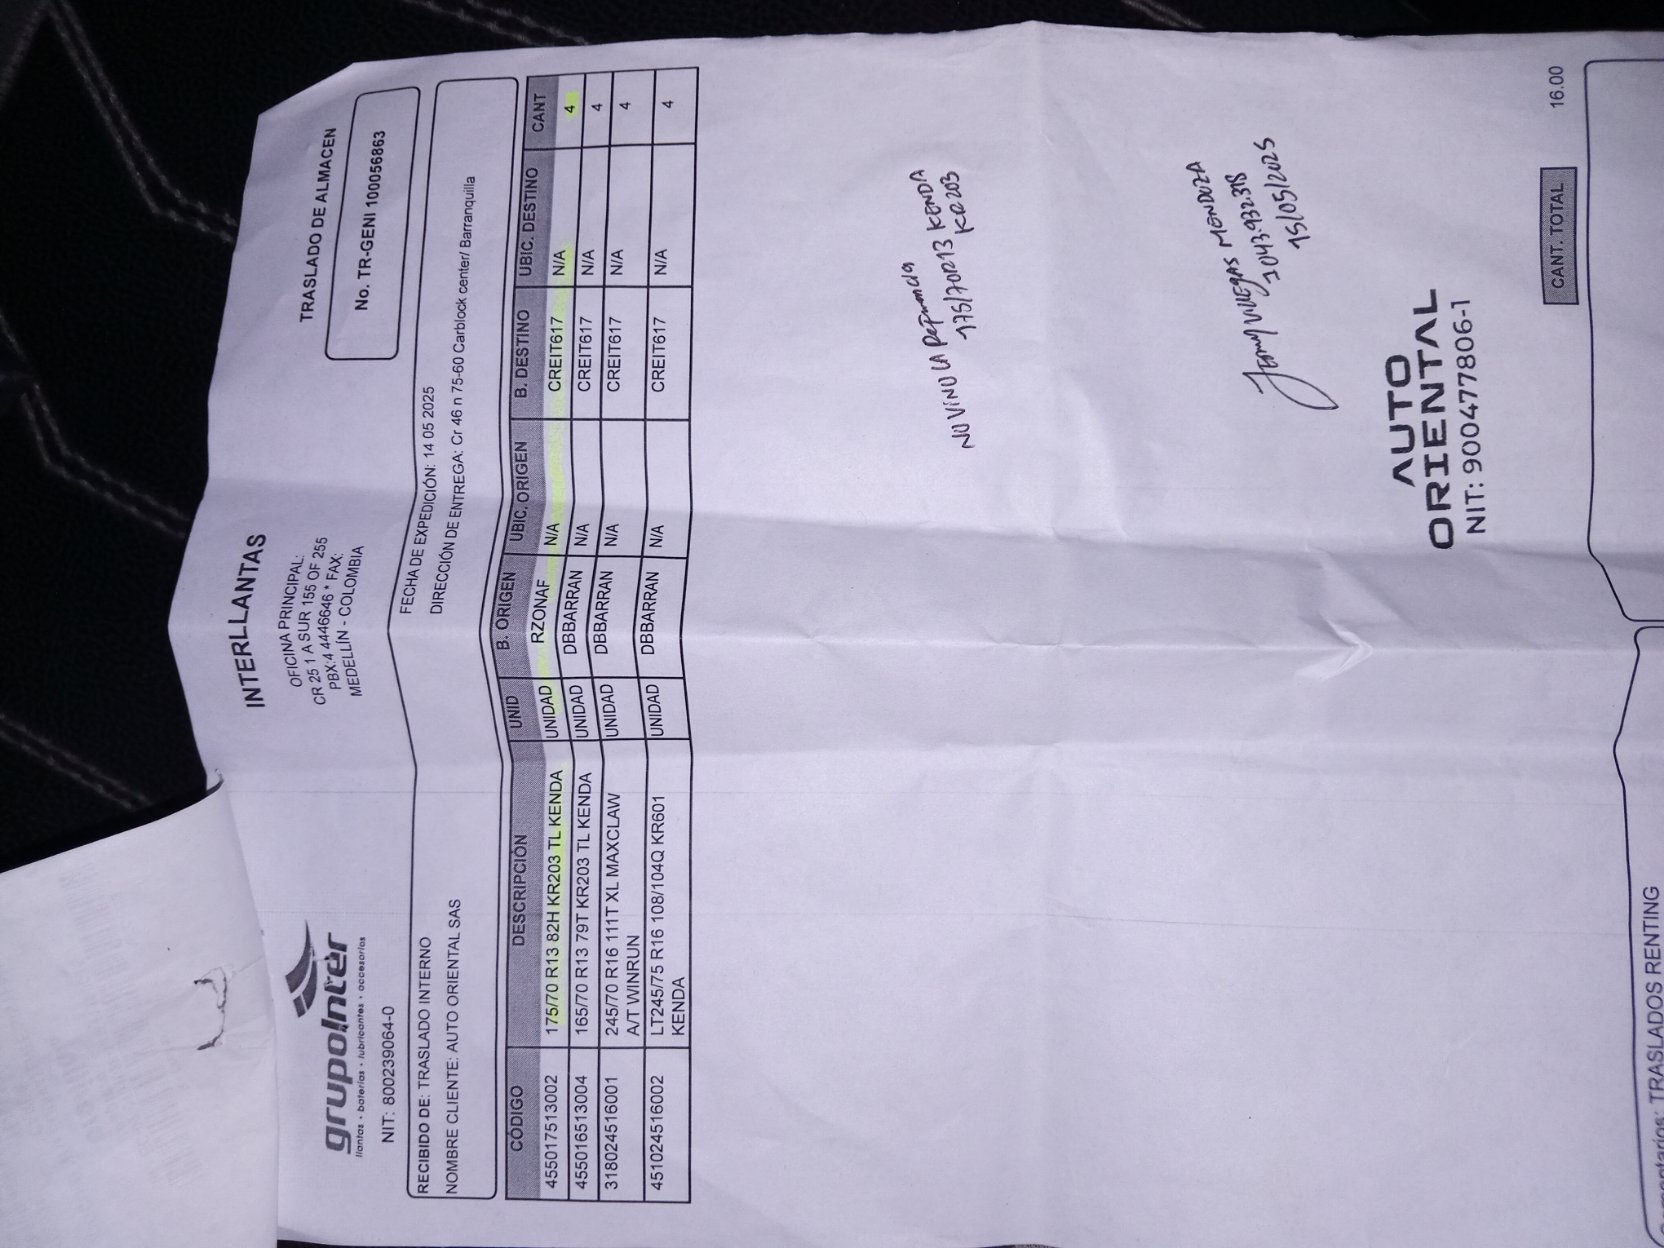 INTERLLANTAS
OFICINA PRINCIPAL:
CR 25 1 A SUR 155 OF 255
PBX:4 4446646 * FAX:
MEDELLÍN - COLOMBIA
grupoInter
llantas • baterías • lubricantes • accesorios
NIT: 800239064-0
TRASLADO DE ALMACEN
No. TR-GENI 100056863
RECIBIDO DE: TRASLADO INTERNO
NOMBRE CLIENTE: AUTO ORIENTAL SAS
FECHA DE EXPEDICIÓN: 14 05 2025
DIRECCIÓN DE ENTREGA: Cr 46 n 75-60 Carblock center/ Barranquilla
CÓDIGO DESCRIPCIÓN UNID B. ORIGEN UBIC. ORIGEN B. DESTINO UBIC. DESTINO CANT
455017513002 175/70 R13 82H KR203 TL KENDA UNIDAD RZONAF N/A CREIT617 N/A 4
455016513004 165/70 R13 79T KR203 TL KENDA UNIDAD DBBARRAN N/A CREIT617 N/A 4
318024516001 245/70 R16 111T XL MAXCLAW UNIDAD DBBARRAN N/A CREIT617 N/A 4
A/T WINRUN
451024516002 LT245/75 R16 108/104Q KR601 UNIDAD DBBARRAN N/A CREIT617 N/A 4
KENDA
NO VINO LA Referencia
175/70R13 KENDA
KR203
VILLEGAS MENDOZA
1043.932.318
15/05/2025
AUTO
ORIENTAL
NIT: 900477806-1
CANT. TOTAL 16.00
TRASLADOS RENTING